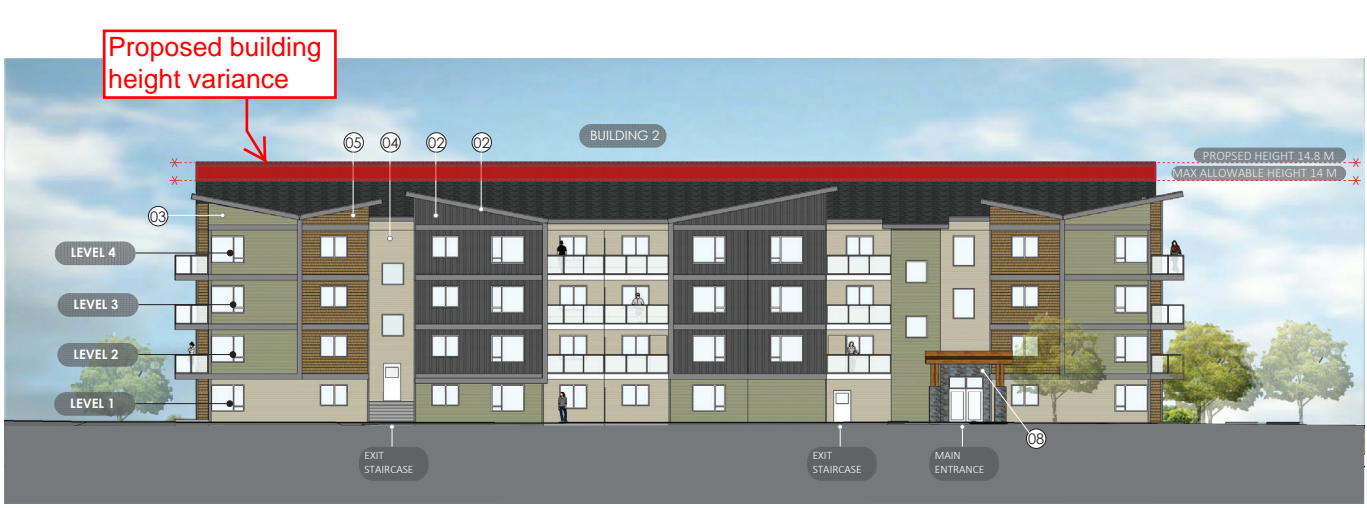 Proposed building
height variance
BUILDING 2
05
04
02
02
PROPSED HEIGHT 14.8 M
MAX ALLOWABLE HEIGHT 14 M
03
LEVEL 4
LEVEL 3
LEVEL 2
LEVEL 1
08
EXIT
STAIRCASE
EXIT
STAIRCASE
MAIN
ENTRANCE